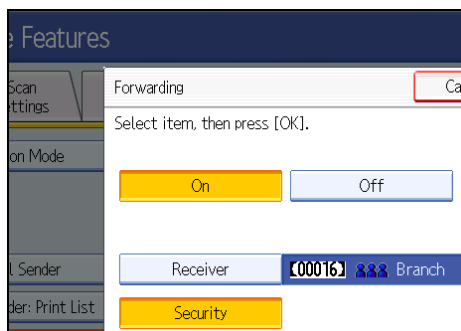 e Features
Scan
ettings
Forwarding
Ca
Select item, then press [OK].
on Mode
On
Off
l Sender
Receiver
【00016】 Branch
der: Print List
Security